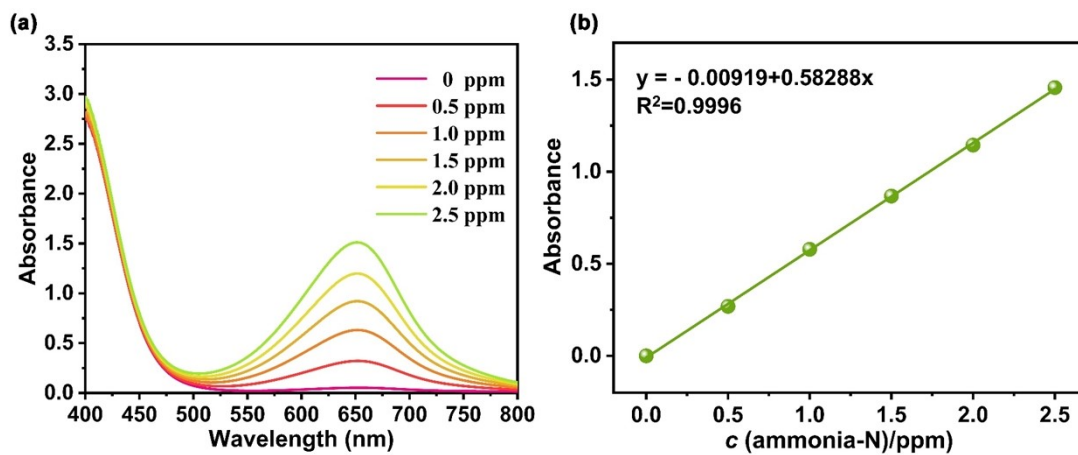 (a)
3.5
3.0
2.5
2.0
1.5
1.0
0.5
0.0
Absorbance
0 ppm
0.5 ppm
1.0 ppm
1.5 ppm
2.0 ppm
2.5 ppm
400 450 500 550 600 650 700 750 800
Wavelength (nm)
(b)
y = - 0.00919+0.58288x
R²=0.9996
1.5
1.0
0.5
0.0
Absorbance
0.0 0.5 1.0 1.5 2.0 2.5
c (ammonia-N)/ppm